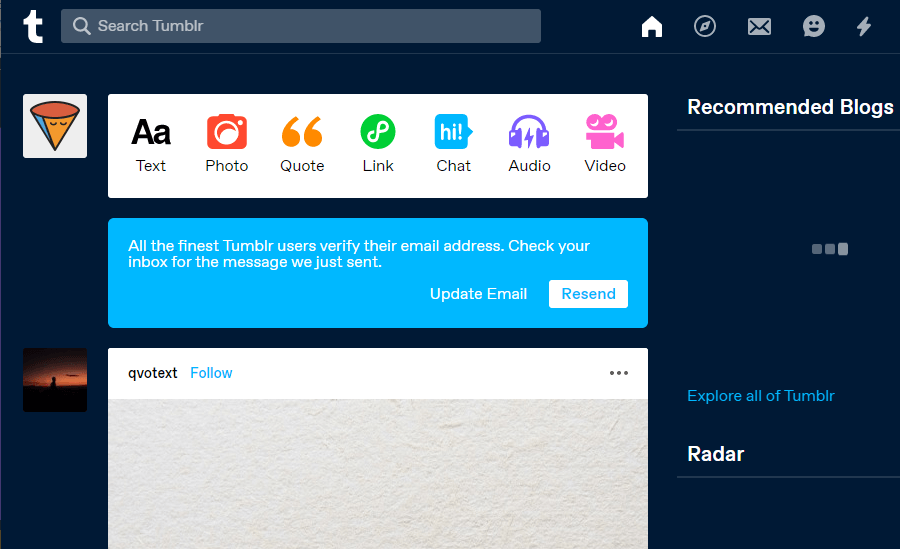 t
Search Tumblr
Aa
Text
Photo
Quote
Link
hi!
Chat
Audio
Video
All the finest Tumblr users verify their email address. Check your
inbox for the message we just sent.
Update Email
Resend
qvotext
Follow
Recommended Blogs
Explore all of Tumblr
Radar